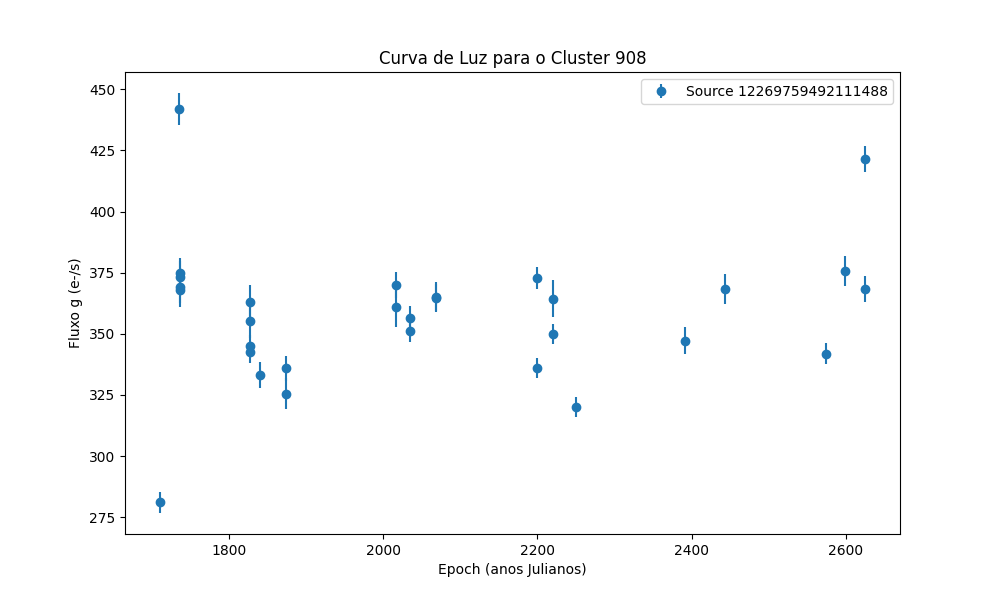 Curva de Luz para o Cluster 908
Source 12269759492111488
450
425
400
375
350
325
300
275
Fluxo g (e-/s)
1800 2000 2200 2400 2600
Epoch (anos Julianos)